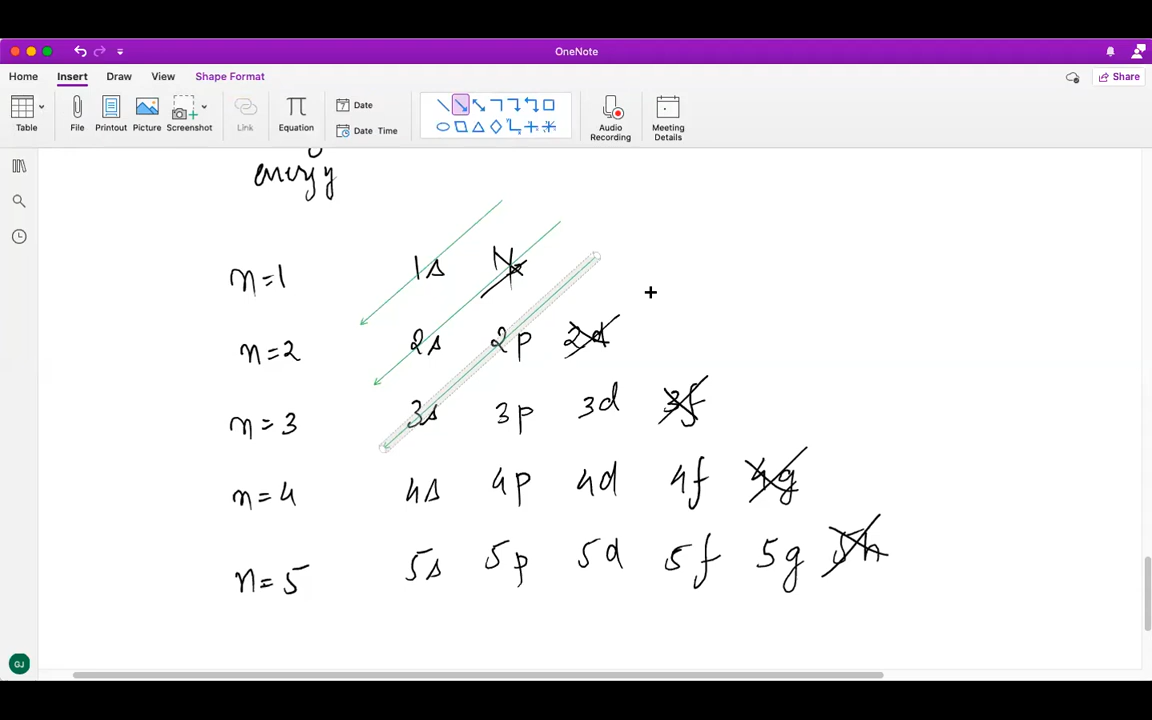 OneNote
Home Insert Draw View Shape Format Share
Table File Printout Picture Screenshot Link Equation Date Date Time Audio Recording Meeting Details
energy
n=1 1s 1p
n=2 2s 2p 2d
n=3 3s 3p 3d 3f
n=4 4s 4p 4d 4f 4g
n=5 5s 5p 5d 5f 5g 5h
GJ